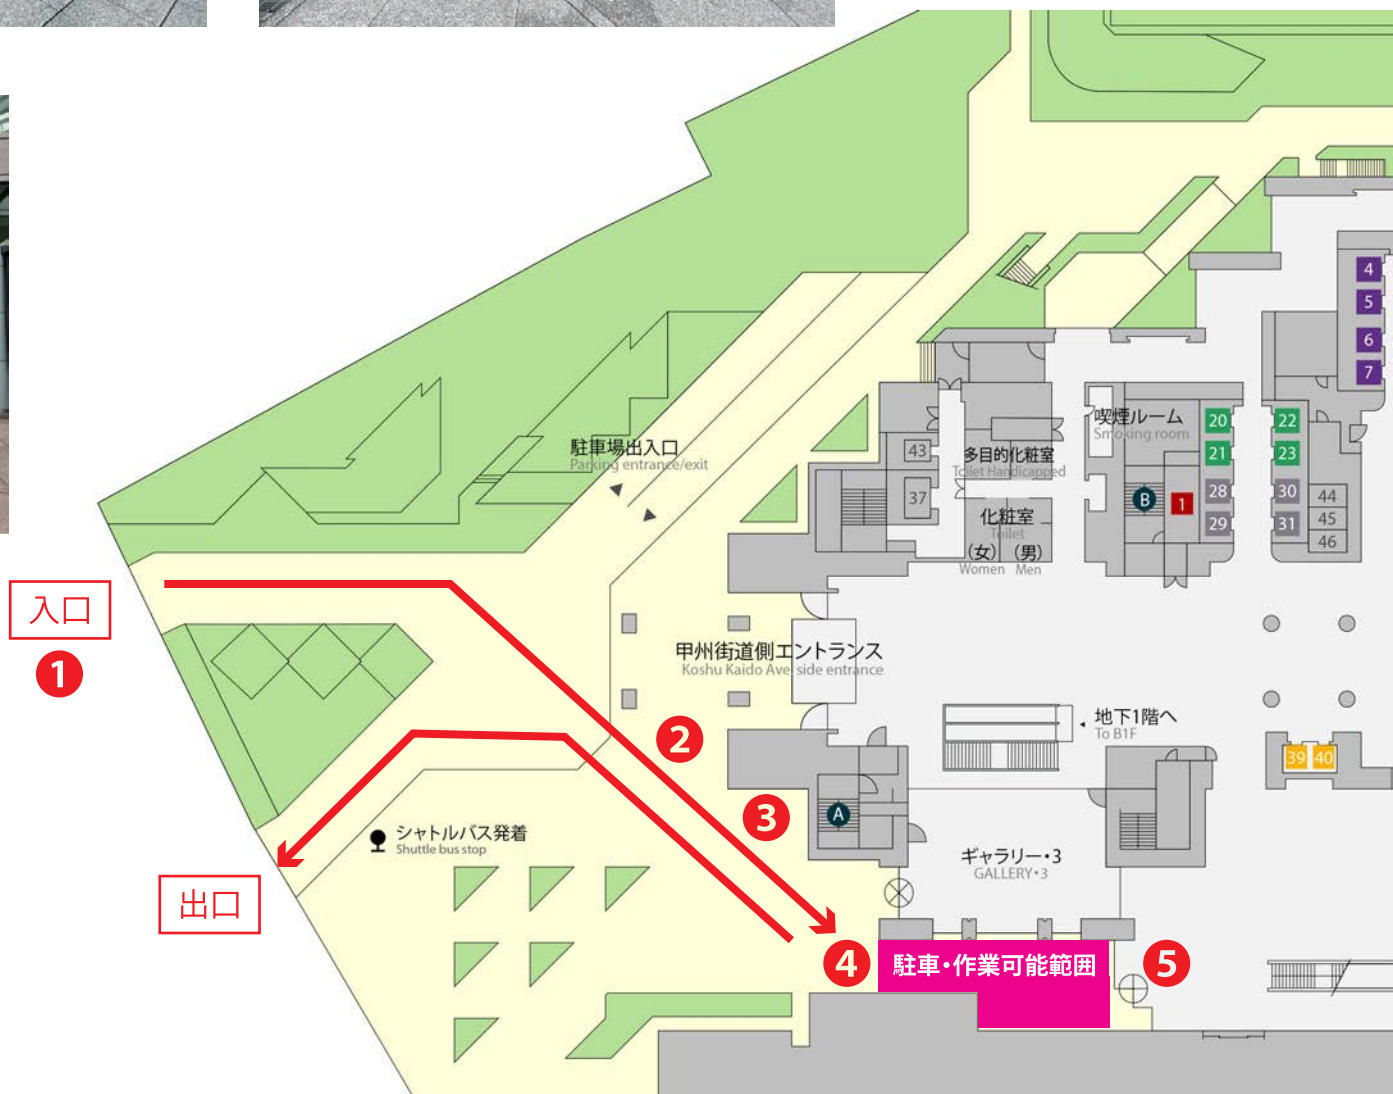 4
5
6
7
喫煙ルーム
Smoking room
20
22
駐車場出入口
Parking entrance/exit
43
多目的化粧室
Toilet Handicapped
21
23
37
B
1
28
30
44
化粧室
Toilet
29
31
45
46
(女) (男)
Women Men
入口
1
甲州街道側エントランス
Koshu Kaido Ave. side entrance
2
地下1階へ
To B1F
39
40
3
A
シャトルバス発着
Shuttle bus stop
ギャラリー・3
GALLERY・3
出口
4
駐車・作業可能範囲
5